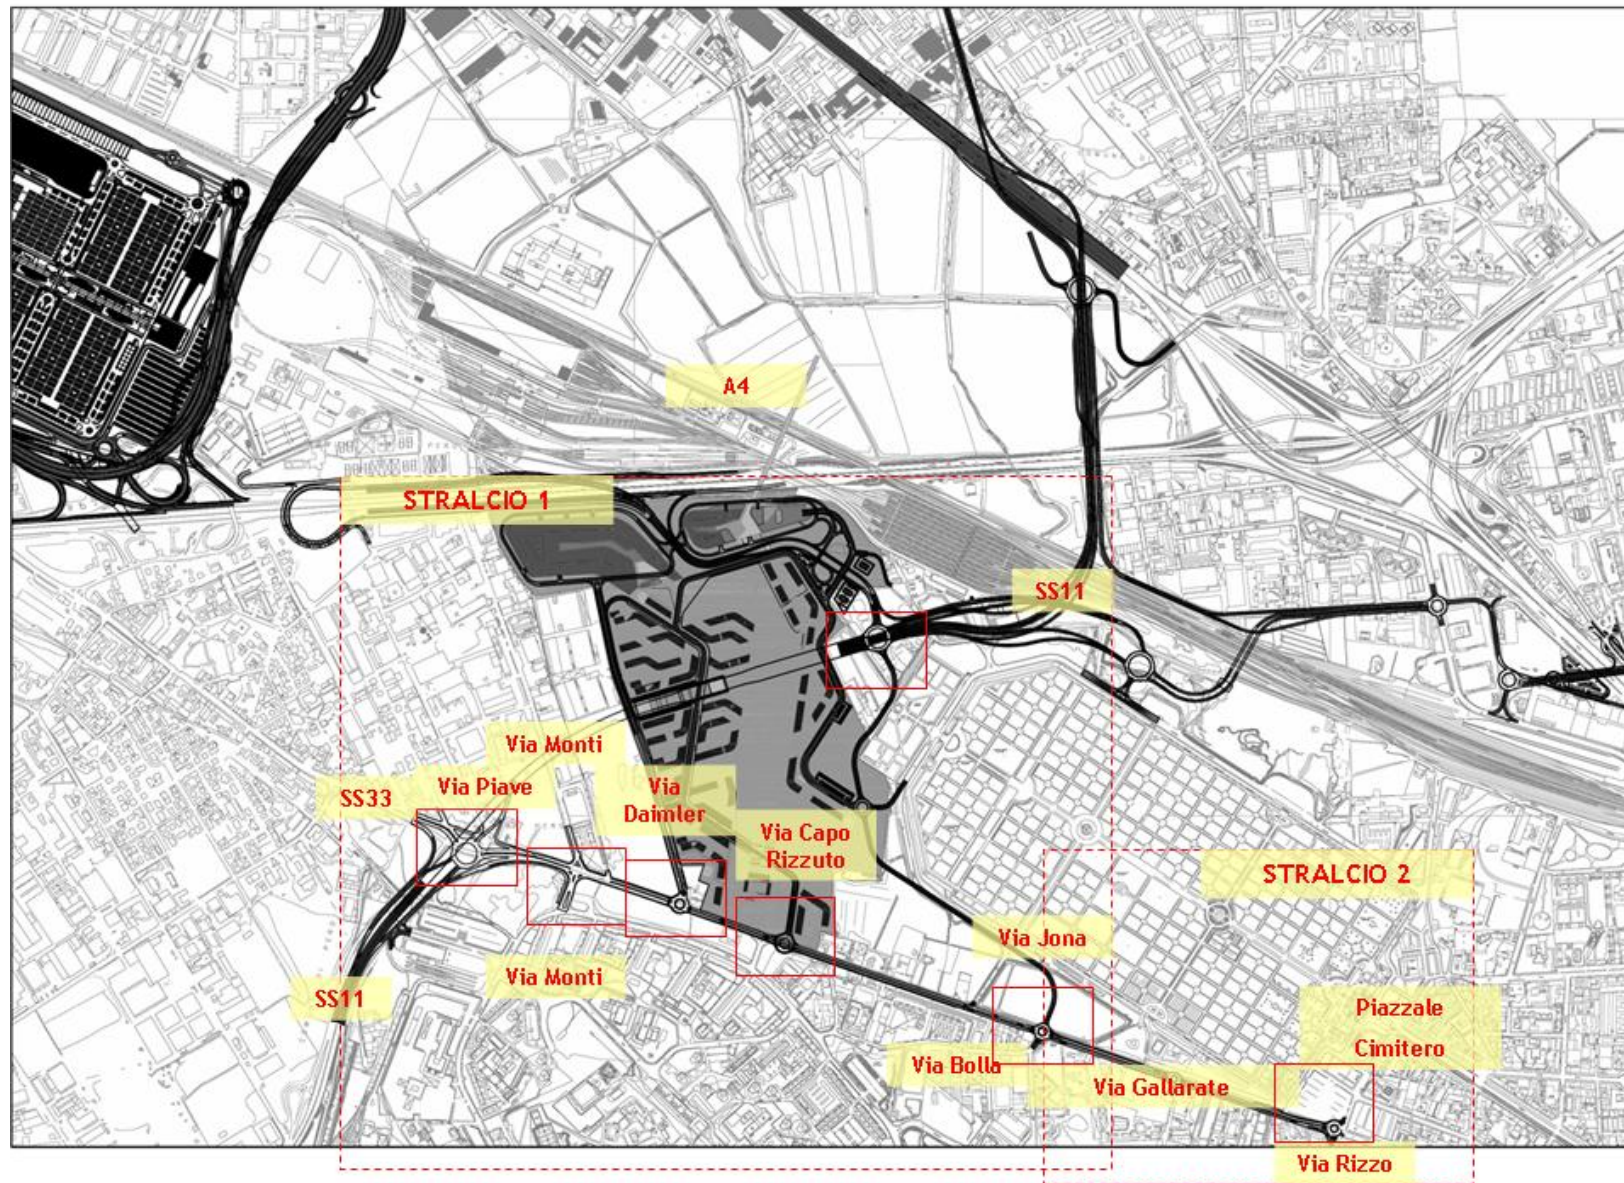 A4
STRALCIO 1
SS11
Via Monti
Via Piave
SS33
Via
Daimler
Via Capo
Rizzuto
STRALCIO 2
Via Jona
Via Monti
SS11
Piazzale
Cimitero
Via Bolla
Via Gallarate
Via Rizzo